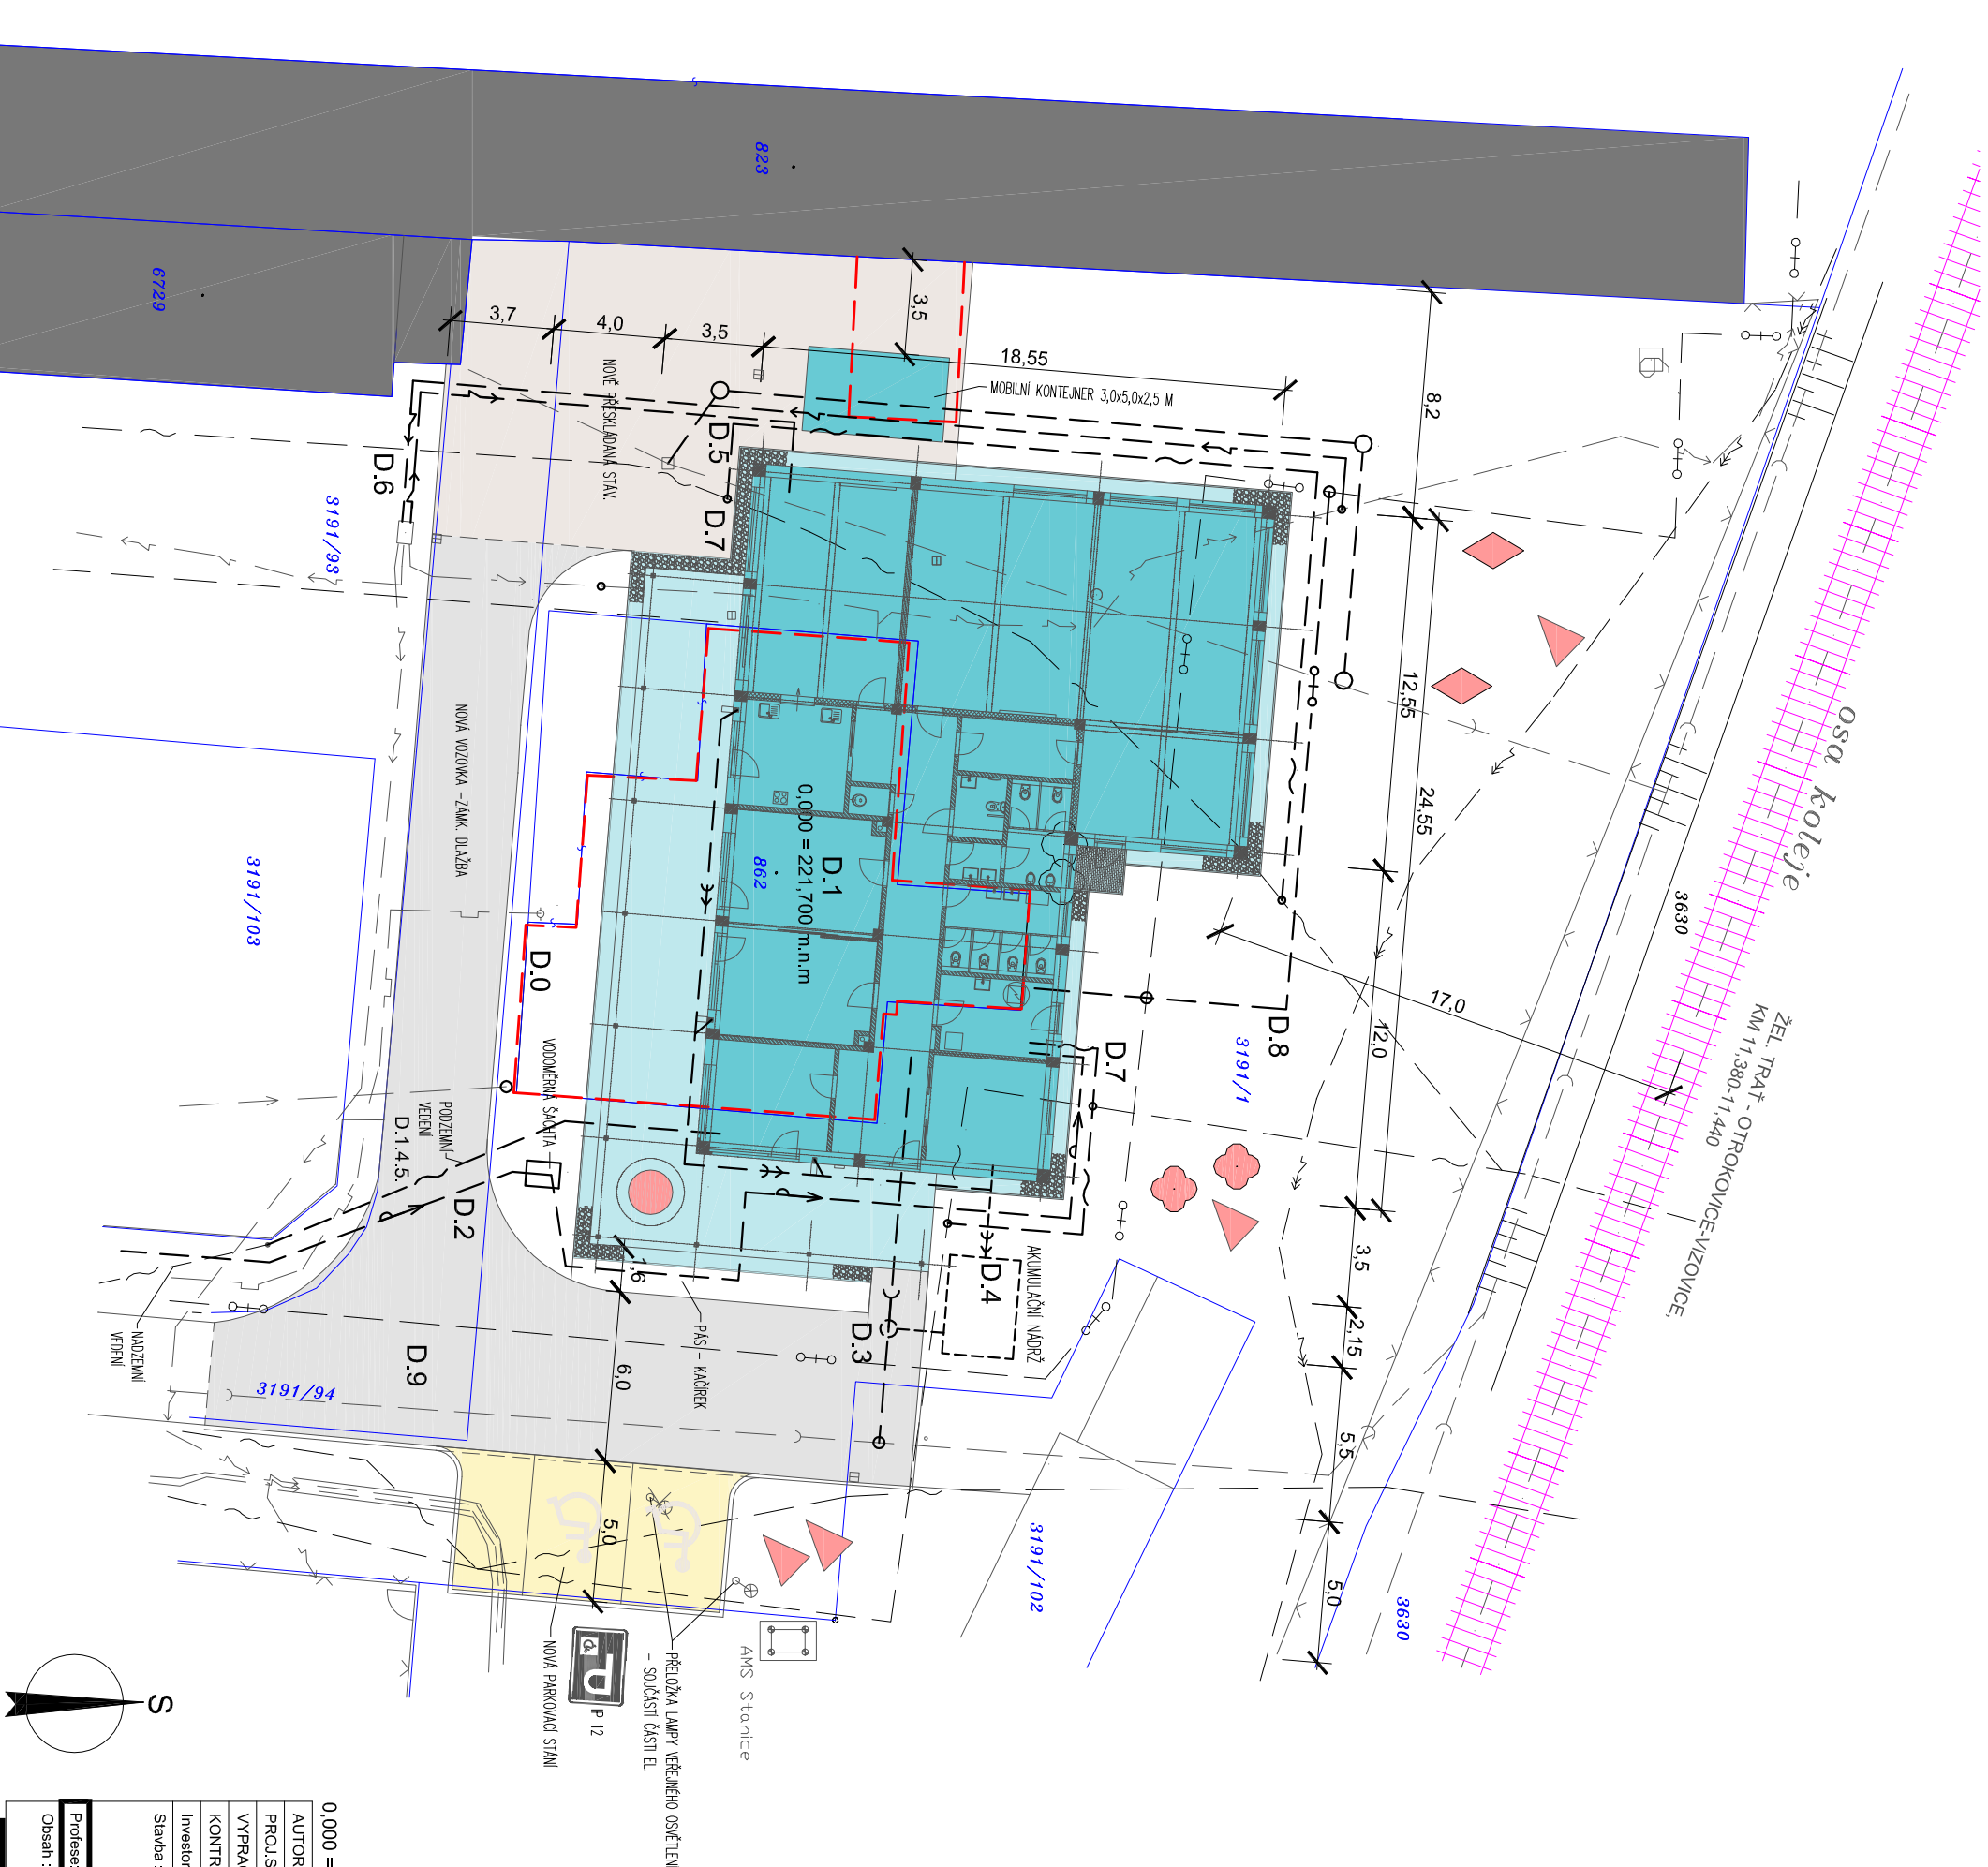 823
6729
3,7
4,0
3,5
3,5
18,55
8,2
MOBILNÍ KONTEJNER 3,0x5,0x2,5 M
NOVĚ PŘESKLÁDANÁ STÁV.
D.5
D.6
D.7
3191/93
12,55
24,55
osa koleje
3630
ŽEL. TRAŤ - OTROKOVICE-VIZOVICE,
KM 11,380-11,440
17,0
12,0
NOVÁ VOZOVKA -ZÁMK. DLAŽBA
D.1
0,000 = 221,700 m.n.m
862
3191/103
D.0
VODOMĚRNÁ ŠACHTA
D.8
3191/1
D.7
PODZEMNÍ
VEDENÍ
D.1.4.5.
D.2
D.4
AKUMULAČNÍ NÁDRŽ
3,5
2,15
5,5
5,0
1,6
6,0
D.3
PÁS - KAČÍREK
NADZEMNÍ
VEDENÍ
D.9
3191/94
5,0
3191/102
3630
AMS Stanice
PŘELOŽKA LAMPY VEŘEJNÉHO OSVĚTLENÍ
- SOUČÁSTÍ ČÁSTI EL.
P
IP 12
NOVÁ PARKOVACÍ STÁNÍ
S
0,000 =
AUTOR
PROJ.S
VYPRA
KONTR
Investor
Stavba :
Profese:
Obsah :